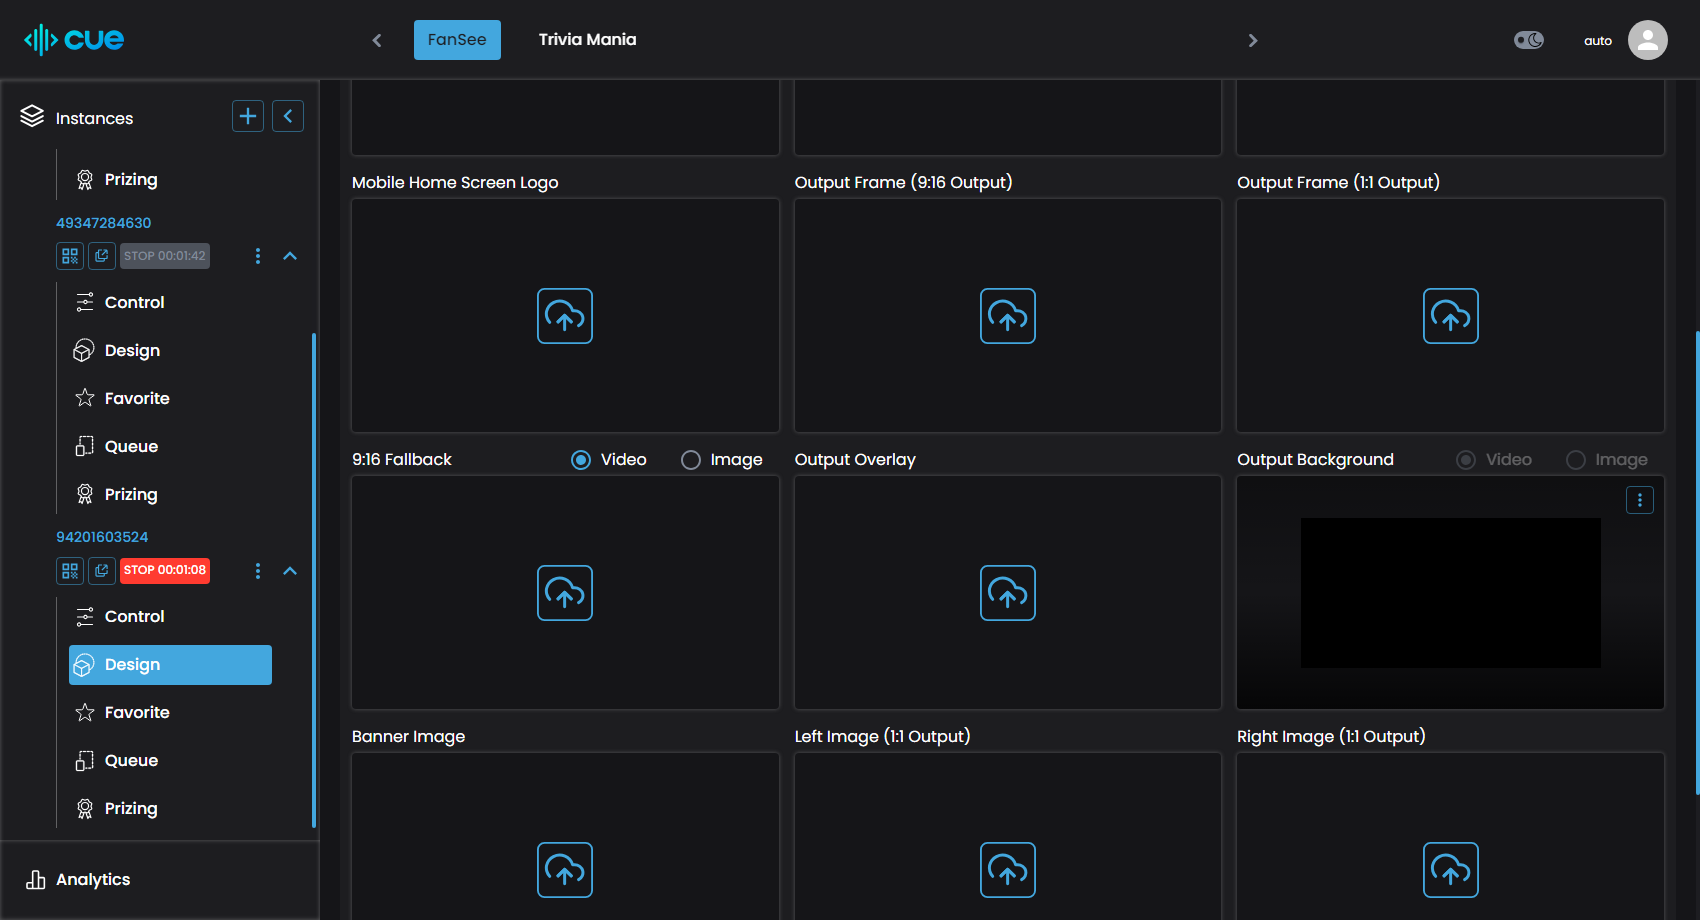 cue
FanSee
Trivia Mania
auto
Instances
Prizing
49347284630
STOP 00:01:42
Control
Design
Favorite
Queue
Prizing
94201603524
STOP 00:01:08
Control
Design
Favorite
Queue
Prizing
Analytics
Mobile Home Screen Logo
Output Frame (9:16 Output)
Output Frame (1:1 Output)
9:16 Fallback
Video
Image
Output Overlay
Output Background
Video
Image
Banner Image
Left Image (1:1 Output)
Right Image (1:1 Output)